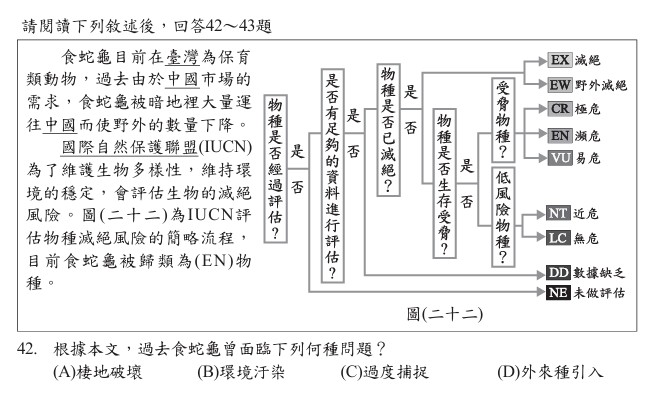 請閱讀下列敘述後，回答42～43題
食蛇龜目前在臺灣為保育
類動物，過去由於中國市場的
需求，食蛇龜被暗地裡大量運
往中國而使野外的數量下降。
國際自然保護聯盟(IUCN)
為了維護生物多樣性，維持環
境的穩定，會評估生物的滅絕
風險。圖(二十二)為IUCN評
估物種滅絕風險的簡略流程，
目前食蛇龜被歸類為(EN)物
種。
物種是否經過評估？
是
否
是否有足夠的資料進行評估？
是
否
物種是否已滅絕？
是
否
物種是否生存受脅？
是
否
受脅物種？
低風險物種？
EX 滅絕
EW 野外滅絕
CR 極危
EN 瀕危
VU 易危
NT 近危
LC 無危
DD 數據缺乏
NE 未做評估
圖(二十二)
42. 根據本文，過去食蛇龜曾面臨下列何種問題？
(A)棲地破壞 (B)環境汙染 (C)過度捕捉 (D)外來種引入